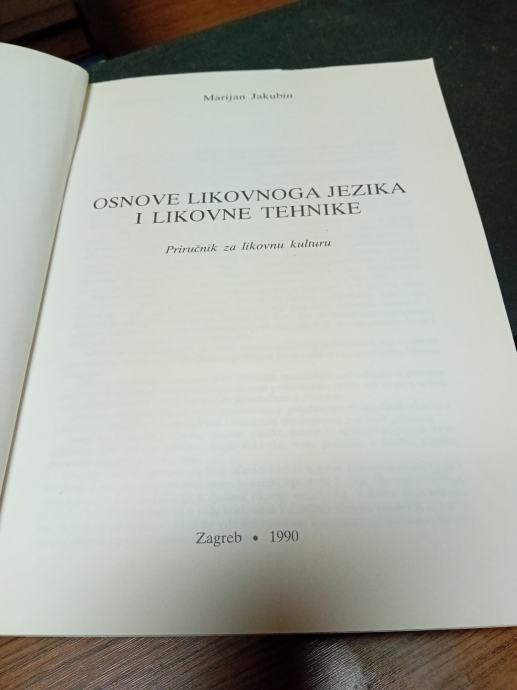 Marijan Jakubin
OSNOVE LIKOVNOGA JEZIKA
I LIKOVNE TEHNIKE
Priručnik za likovnu kulturu
Zagreb • 1990